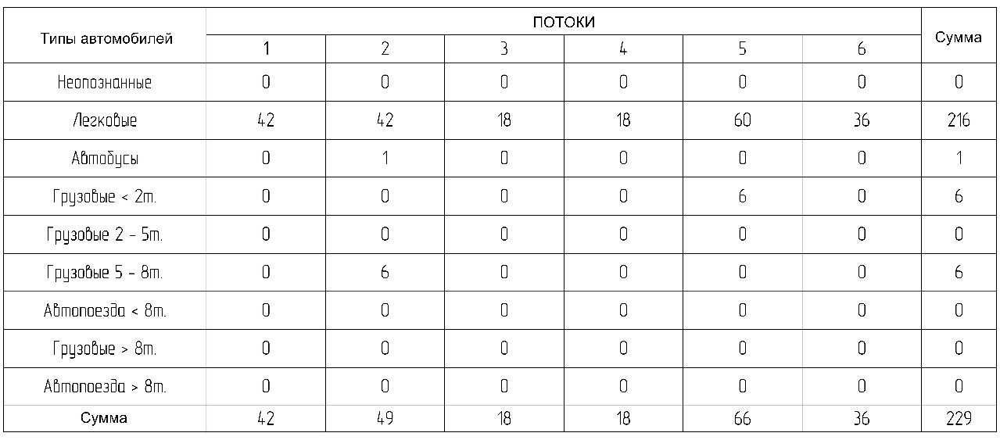 Типы автомобилей ПОТОКИ Сумма
1 2 3 4 5 6
Неопознанные 0 0 0 0 0 0 0
Легковые 42 42 18 18 60 36 216
Автобусы 0 1 0 0 0 0 1
Грузовые < 2т. 0 0 0 0 6 0 6
Грузовые 2 - 5т. 0 0 0 0 0 0 0
Грузовые 5 - 8т. 0 6 0 0 0 0 6
Автопоезда < 8т. 0 0 0 0 0 0 0
Грузовые > 8т. 0 0 0 0 0 0 0
Автопоезда > 8т. 0 0 0 0 0 0 0
Сумма 42 49 18 18 66 36 229